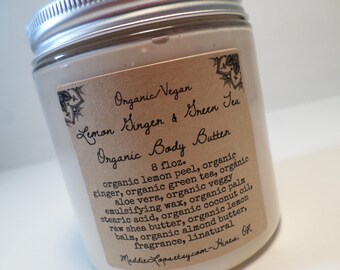 Organic Vegan
Lemon Ginger & Green Tea
Organic Body Butter
8 floz.
organic lemon peel, organic
ginger, organic green tea, organic
aloe vera, organic veggy
emulsifying wax, organic palm
stearic acid, organic coconut oil,
raw shea butter, organic lemon
balm, organic almond butter,
fragrance, linatural